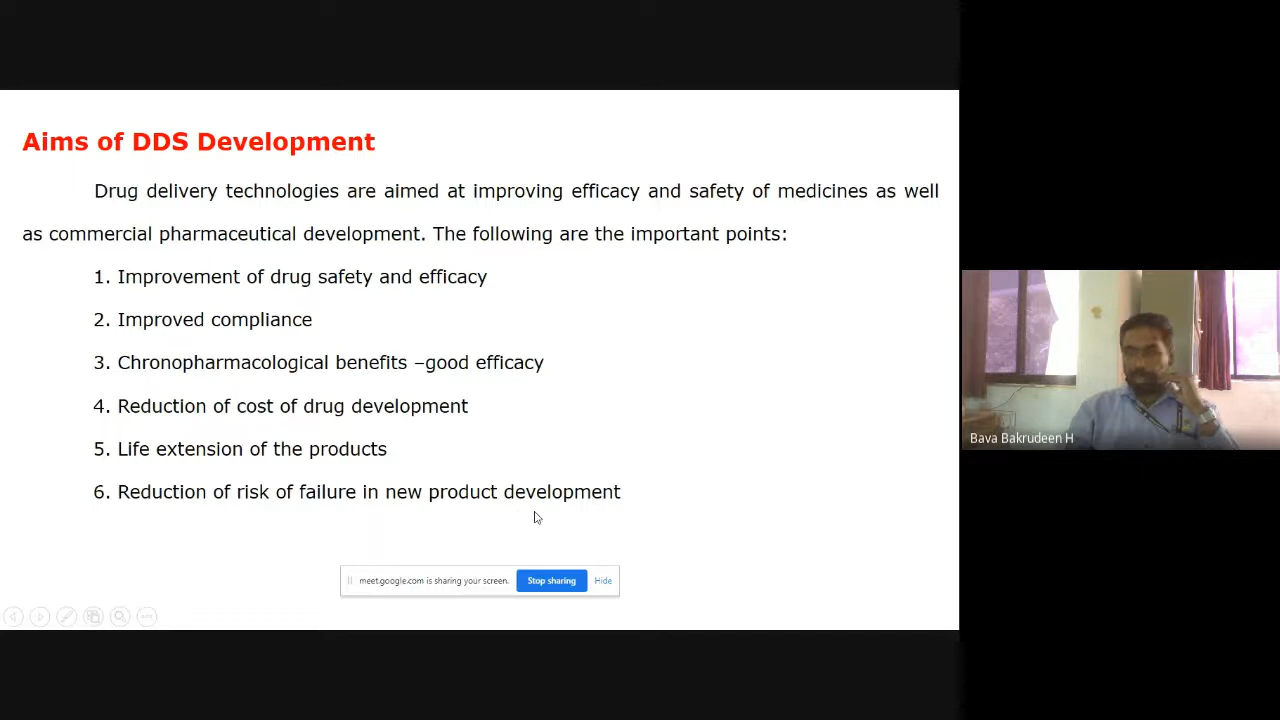 Aims of DDS Development
Drug delivery technologies are aimed at improving efficacy and safety of medicines as well
as commercial pharmaceutical development. The following are the important points:
1. Improvement of drug safety and efficacy
2. Improved compliance
3. Chronopharmacological benefits –good efficacy
4. Reduction of cost of drug development
5. Life extension of the products
6. Reduction of risk of failure in new product development
meet.google.com is sharing your screen. Stop sharing Hide
Bava Bakrudeen H